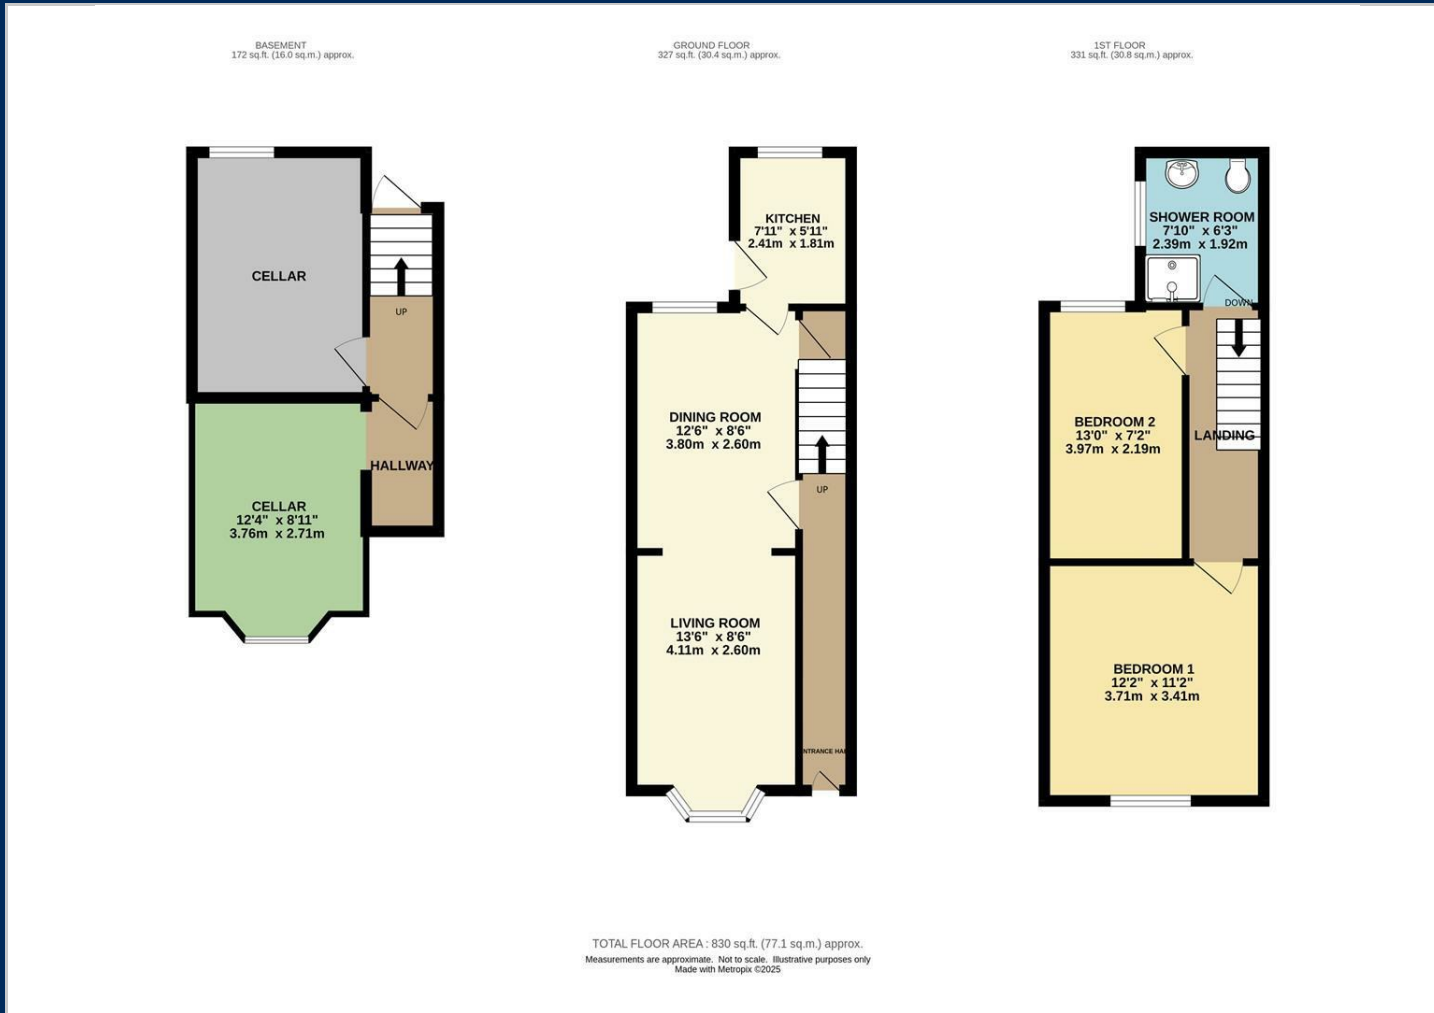 BASEMENT
172 sq.ft. (16.0 sq.m.) approx.
GROUND FLOOR
327 sq.ft. (30.4 sq.m.) approx.
1ST FLOOR
331 sq.ft. (30.8 sq.m.) approx.
CELLAR
UP
HALLWAY
CELLAR
12'4" x 8'11"
3.76m x 2.71m
KITCHEN
7'11" x 5'11"
2.41m x 1.81m
DINING ROOM
12'6" x 8'6"
3.80m x 2.60m
UP
LIVING ROOM
13'6" x 8'6"
4.11m x 2.60m
NTRANCE HA
SHOWER ROOM
7'10" x 6'3"
2.39m x 1.92m
DOWN
BEDROOM 2
13'0" x 7'2"
3.97m x 2.19m
LANDING
BEDROOM 1
12'2" x 11'2"
3.71m x 3.41m
TOTAL FLOOR AREA : 830 sq.ft. (77.1 sq.m.) approx.
Measurements are approximate. Not to scale. Illustrative purposes only
Made with Metropix ©2025